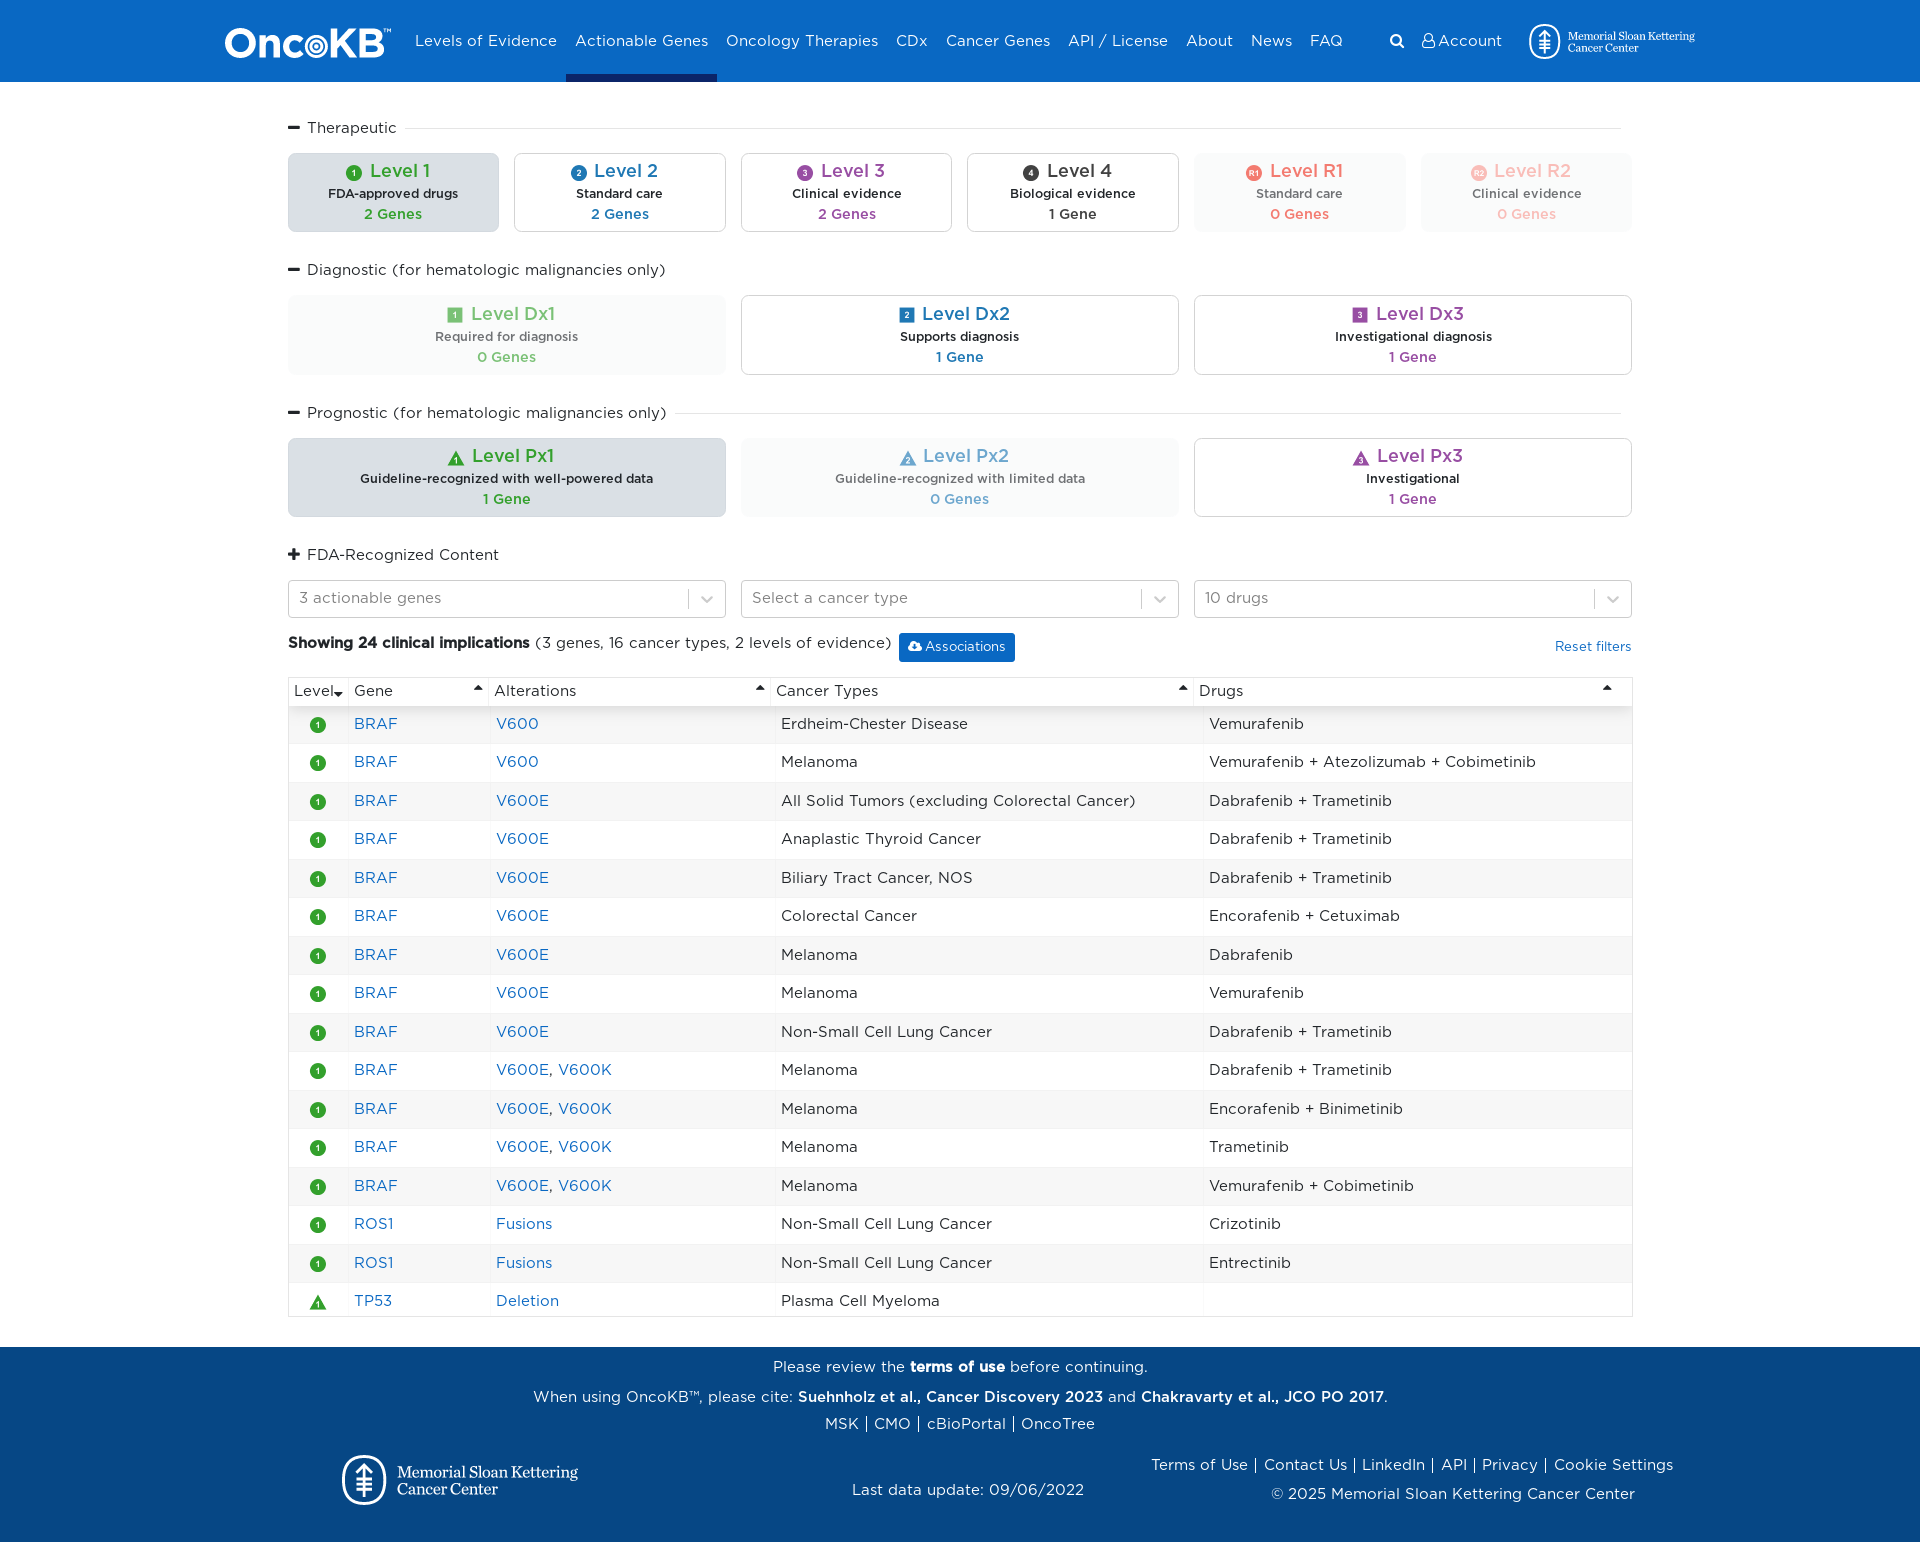 OncoKB™ Levels of Evidence Actionable Genes Oncology Therapies CDx Cancer Genes API / License About News FAQ Account Memorial Sloan Kettering Cancer Center
Therapeutic
1 Level 1 2 Level 2 3 Level 3 4 Level 4 R1 Level R1 R2 Level R2
FDA-approved drugs Standard care Clinical evidence Biological evidence Standard care Clinical evidence
2 Genes 2 Genes 2 Genes 1 Gene 0 Genes 0 Genes
Diagnostic (for hematologic malignancies only)
1 Level Dx1 2 Level Dx2 3 Level Dx3
Required for diagnosis Supports diagnosis Investigational diagnosis
0 Genes 1 Gene 1 Gene
Prognostic (for hematologic malignancies only)
1 Level Px1 2 Level Px2 3 Level Px3
Guideline-recognized with well-powered data Guideline-recognized with limited data Investigational
1 Gene 0 Genes 1 Gene
FDA-Recognized Content
3 actionable genes Select a cancer type 10 drugs
Showing 24 clinical implications (3 genes, 16 cancer types, 2 levels of evidence) Associations Reset filters
Level Gene Alterations Cancer Types Drugs
1 BRAF V600 Erdheim-Chester Disease Vemurafenib
1 BRAF V600 Melanoma Vemurafenib + Atezolizumab + Cobimetinib
1 BRAF V600E All Solid Tumors (excluding Colorectal Cancer) Dabrafenib + Trametinib
1 BRAF V600E Anaplastic Thyroid Cancer Dabrafenib + Trametinib
1 BRAF V600E Biliary Tract Cancer, NOS Dabrafenib + Trametinib
1 BRAF V600E Colorectal Cancer Encorafenib + Cetuximab
1 BRAF V600E Melanoma Dabrafenib
1 BRAF V600E Melanoma Vemurafenib
1 BRAF V600E Non-Small Cell Lung Cancer Dabrafenib + Trametinib
1 BRAF V600E, V600K Melanoma Dabrafenib + Trametinib
1 BRAF V600E, V600K Melanoma Encorafenib + Binimetinib
1 BRAF V600E, V600K Melanoma Trametinib
1 BRAF V600E, V600K Melanoma Vemurafenib + Cobimetinib
1 ROS1 Fusions Non-Small Cell Lung Cancer Crizotinib
1 ROS1 Fusions Non-Small Cell Lung Cancer Entrectinib
1 TP53 Deletion Plasma Cell Myeloma
Please review the terms of use before continuing.
When using OncoKB™, please cite: Suehnholz et al., Cancer Discovery 2023 and Chakravarty et al., JCO PO 2017.
MSK | CMO | cBioPortal | OncoTree
Memorial Sloan Kettering
Cancer Center
Last data update: 09/06/2022
Terms of Use | Contact Us | LinkedIn | API | Privacy | Cookie Settings
© 2025 Memorial Sloan Kettering Cancer Center